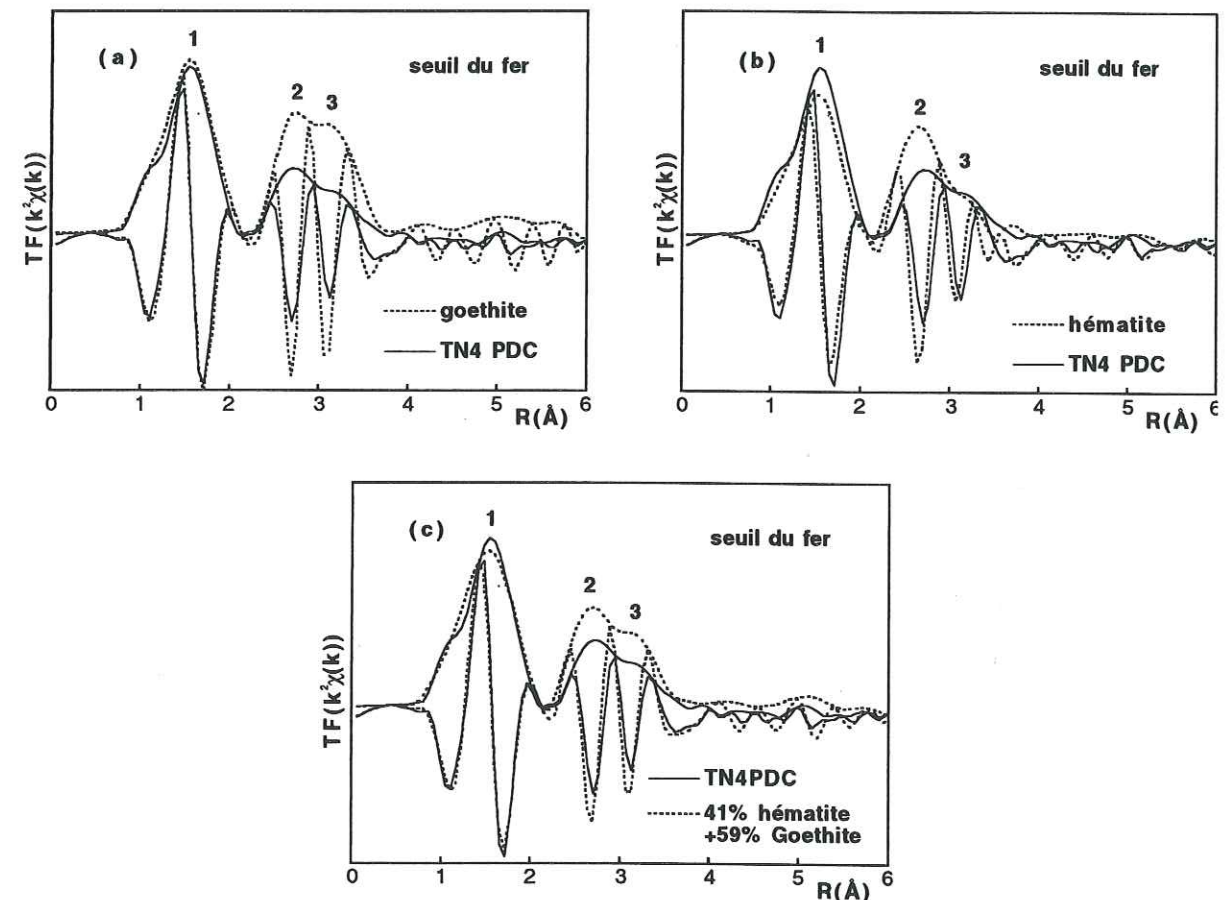 (a)
1
seuil du fer
2
3
TF(k²χ(k))
goethite
TN4 PDC
0 1 2 3 4 5 6
R(Å)
(b)
1
seuil du fer
2
3
TF(k²χ(k))
hématite
TN4 PDC
0 1 2 3 4 5 6
R(Å)
(c)
1
seuil du fer
2
3
TF(k²χ(k))
TN4PDC
41% hématite
+59% Goethite
0 1 2 3 4 5 6
R(Å)